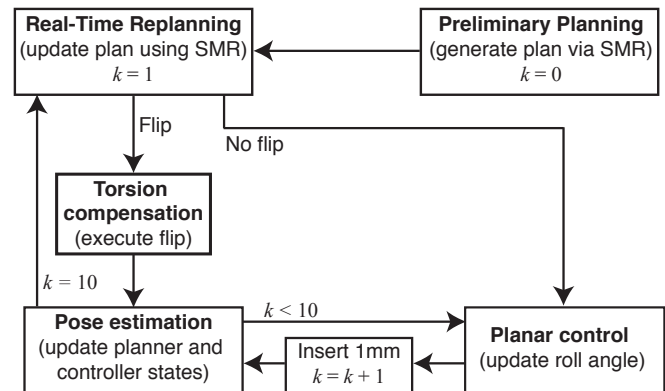 Real-Time Replanning
(update plan using SMR)
k = 1
Preliminary Planning
(generate plan via SMR)
k = 0
Flip
No flip
Torsion
compensation
(execute flip)
k = 10
k < 10
Pose estimation
(update planner and
controller states)
Insert 1mm
k = k + 1
Planar control
(update roll angle)